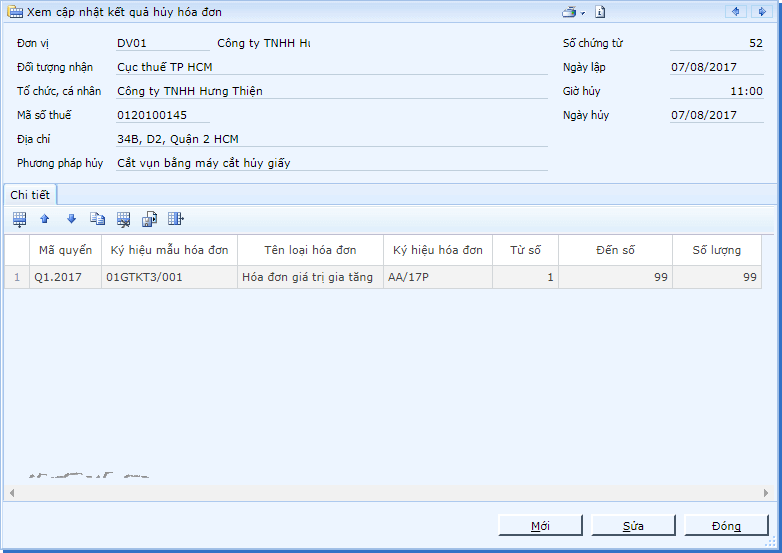 Xem cập nhật kết quả hủy hóa đơn
Đơn vị DV01 Công ty TNHH Số chứng từ 52
Đối tượng nhận Cục thuế TP HCM Ngày lập 07/08/2017
Tổ chức, cá nhân Công ty TNHH Hưng Thiện Giờ hủy 11:00
Mã số thuế 0120100145 Ngày hủy 07/08/2017
Địa chỉ 34B, D2, Quận 2 HCM
Phương pháp hủy Cắt vụn bằng máy cắt hủy giấy
Chi tiết
Mã quyển Ký hiệu mẫu hóa đơn Tên loại hóa đơn Ký hiệu hóa đơn Từ số Đến số Số lượng
1 Q1.2017 01GTKT3/001 Hóa đơn giá trị gia tăng AA/17P 1 99 99
Mới Sửa Đóng